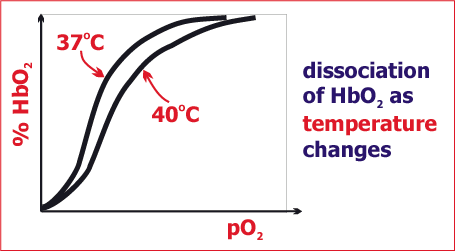 % HbO₂
37°C
40°C
pO₂
dissociation
of HbO₂ as
temperature
changes